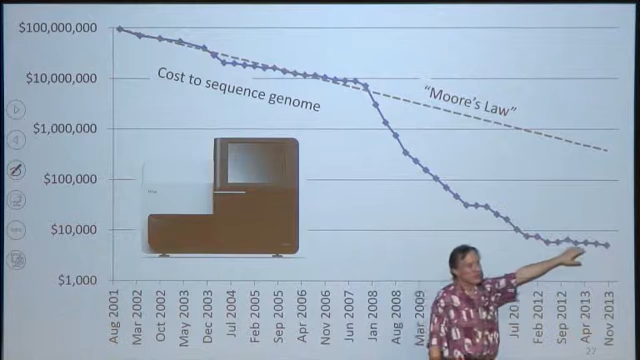 $100,000,000
$10,000,000
$1,000,000
$100,000
$10,000
$1,000
Cost to sequence genome
“Moore’s Law”
Aug 2001
Mar 2002
Oct 2002
May 2003
Dec 2003
Jul 2004
Feb 2005
Sep 2005
Apr 2006
Nov 2006
Jun 2007
Jan 2008
Aug 2008
Mar 2009
Jul 20
Feb 2012
Sep 2012
Apr 2013
Nov 2013
27